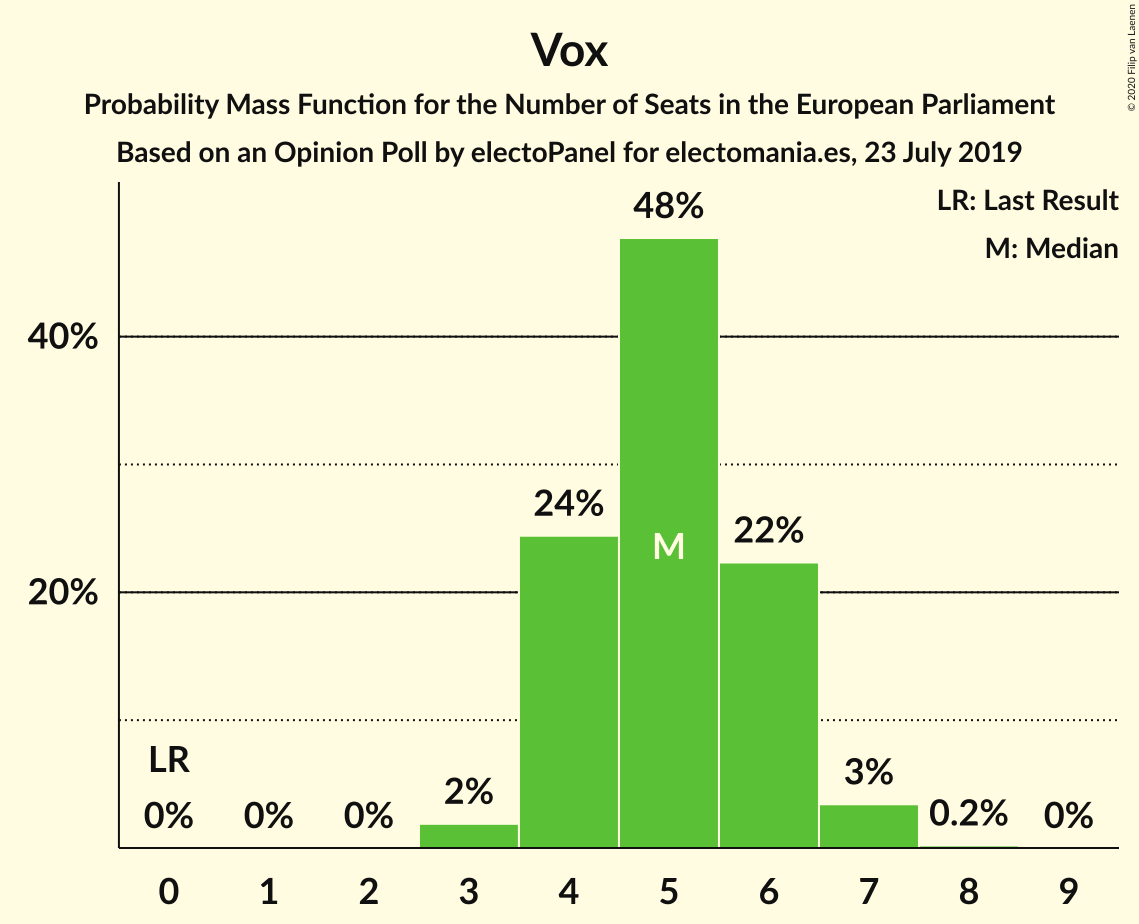 Vox
Probability Mass Function for the Number of Seats in the European Parliament
Based on an Opinion Poll by electoPanel for electomania.es, 23 July 2019
© 2020 Filip van Laenen
LR: Last Result
M: Median
48%
40%
24%
M
22%
20%
LR
0% 0% 0% 2% 3% 0.2% 0%
0 1 2 3 4 5 6 7 8 9